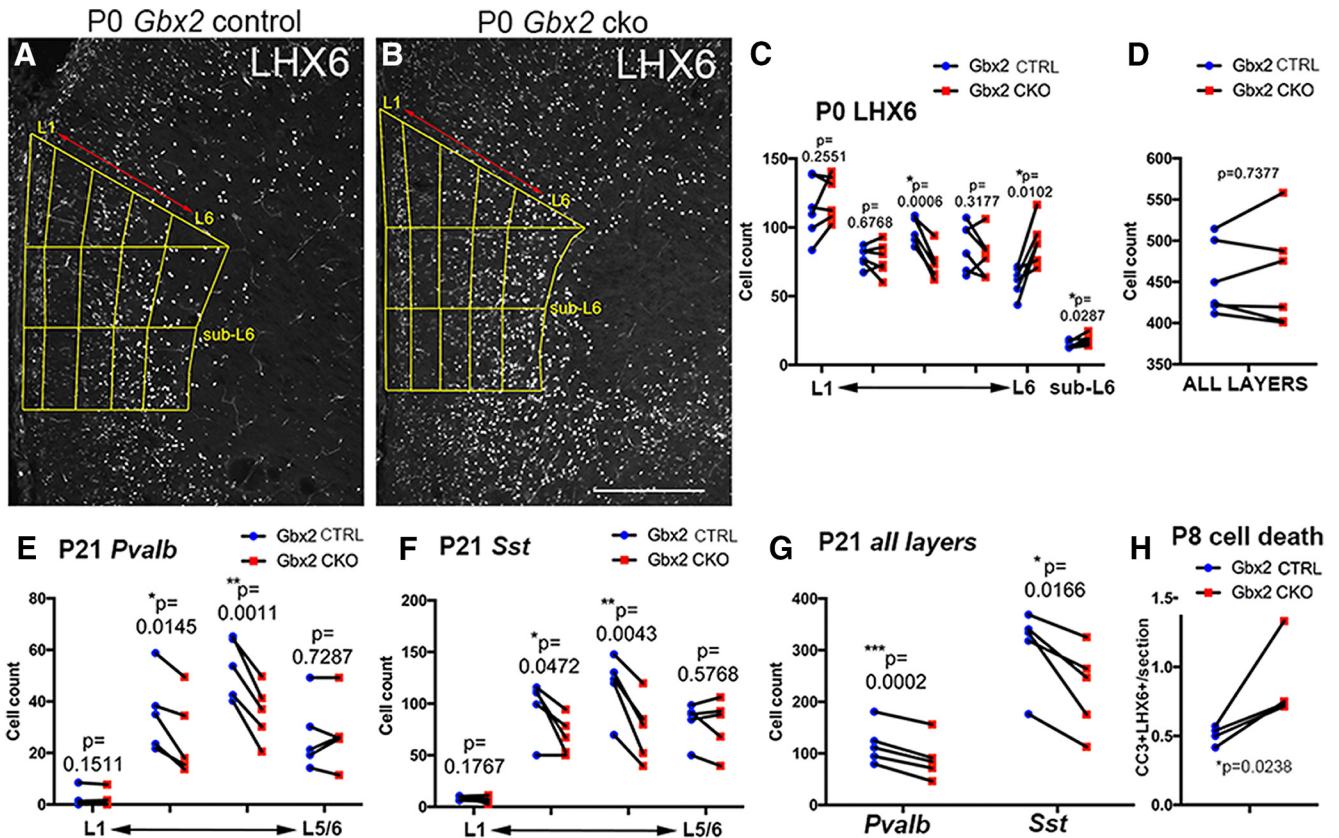 P0 Gbx2 control
P0 Gbx2 cko
A
LHX6
L1
L6
sub-L6
B
LHX6
L1
L6
sub-L6
C
Gbx2 CTRL
Gbx2 CKO
P0 LHX6
Cell count
150
100
50
0
p=
0.2551
p=
0.6768
*p=
0.0006
p=
0.3177
*p=
0.0102
*p=
0.0287
L1
L6
sub-L6
D
Gbx2 CTRL
Gbx2 CKO
Cell count
600
550
500
450
400
350
p=0.7377
ALL LAYERS
E
P21 Pvalb
Gbx2 CTRL
Gbx2 CKO
Cell count
80
60
40
20
0
p=
0.1511
*p=
0.0145
**p=
0.0011
p=
0.7287
L1
L5/6
F
P21 Sst
Gbx2 CTRL
Gbx2 CKO
Cell count
200
150
100
50
0
p=
0.1767
*p=
0.0472
**p=
0.0043
p=
0.5768
L1
L5/6
G
P21 all layers
Gbx2 CTRL
Gbx2 CKO
Cell count
400
300
200
100
0
***p=
0.0002
*p=
0.0166
Pvalb
Sst
H
P8 cell death
Gbx2 CTRL
Gbx2 CKO
CC3+LHX6+/section
1.5
1.0
0.5
0.0
*p=0.0238